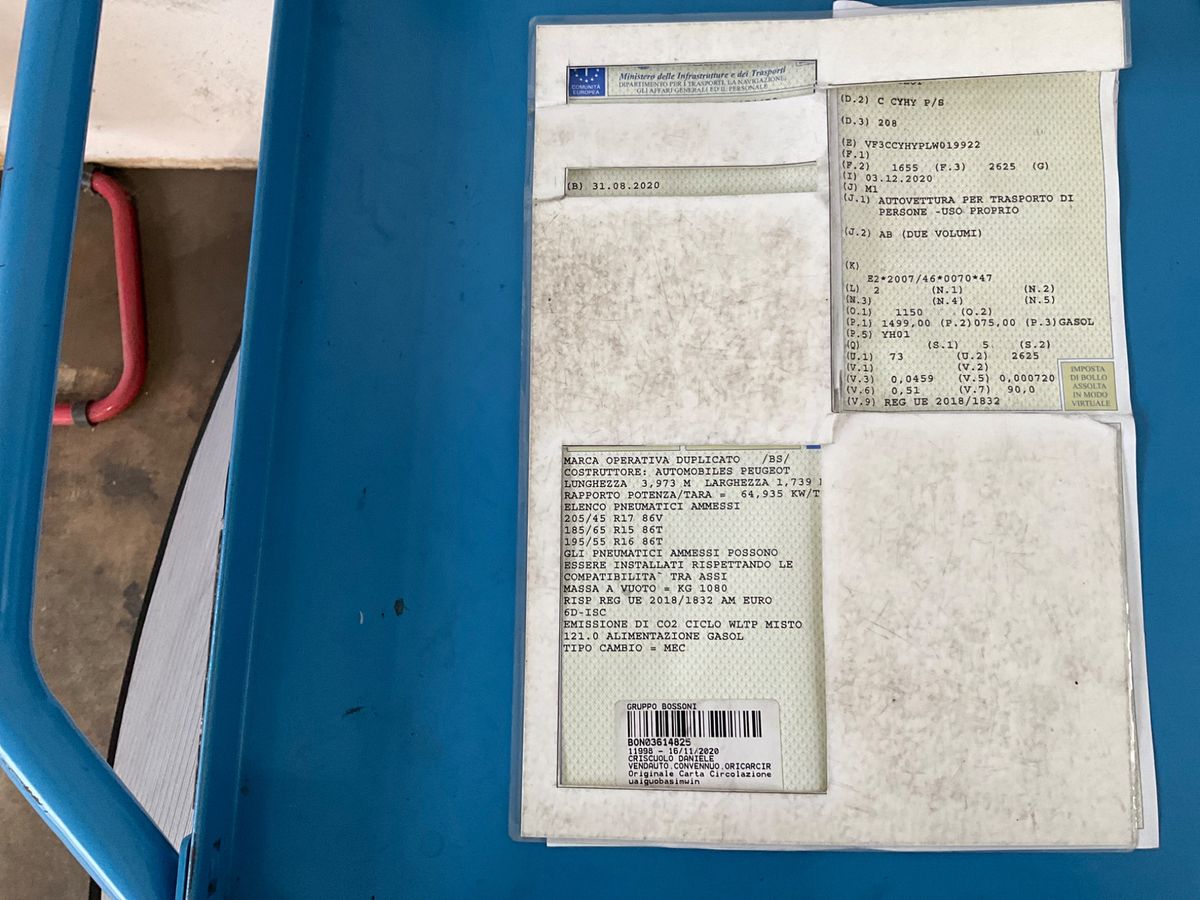 COMUNITÀ
EUROPEA
Ministero delle Infrastrutture e dei Trasporti
DIPARTIMENTO PER I TRASPORTI, LA NAVIGAZIONE,
GLI AFFARI GENERALI ED IL PERSONALE
(B) 31.08.2020
(D.2) C CYHY P/S
(D.3) 208
(E) VF3CCYHYPLW019922
(F.1)
(F.2) 1655 (F.3) 2625 (G)
(I) 03.12.2020
(J) M1
(J.1) AUTOVETTURA PER TRASPORTO DI
PERSONE -USO PROPRIO
(J.2) AB (DUE VOLUMI)
(K)
E2*2007/46*0070*47
(L) 2 (N.1) (N.2)
(N.3) (N.4) (N.5)
(O.1) 1150 (O.2)
(P.1) 1499,00 (P.2)075,00 (P.3)GASOL
(P.5) YH01
(Q) (S.1) 5 (S.2)
(U.1) 73 (U.2) 2625
(V.1) (V.2)
(V.3) 0,0459 (V.5) 0,000720
(V.6) 0,51 (V.7) 90,0
(V.9) REG UE 2018/1832
IMPOSTA
DI BOLLO
ASSOLTA
IN MODO
VIRTUALE
MARCA OPERATIVA DUPLICATO /BS/
COSTRUTTORE: AUTOMOBILES PEUGEOT
LUNGHEZZA 3,973 M LARGHEZZA 1,739
RAPPORTO POTENZA/TARA = 64,935 KW/T
ELENCO PNEUMATICI AMMESSI
205/45 R17 86V
185/65 R15 86T
195/55 R16 86T
GLI PNEUMATICI AMMESSI POSSONO
ESSERE INSTALLATI RISPETTANDO LE
COMPATIBILITA` TRA ASSI
MASSA A VUOTO = KG 1080
RISP REG UE 2018/1832 AM EURO
6D-ISC
EMISSIONE DI CO2 CICLO WLTP MISTO
121.0 ALIMENTAZIONE GASOL
TIPO CAMBIO = MEC
GRUPPO BOSSONI
BON03614825
11998 - 16/11/2020
CRISCUOLO DANIELE
VENDAUTO.CONVENNUO.ORICARCIR
Originale Carta Circolazione
uaiguobasimwin